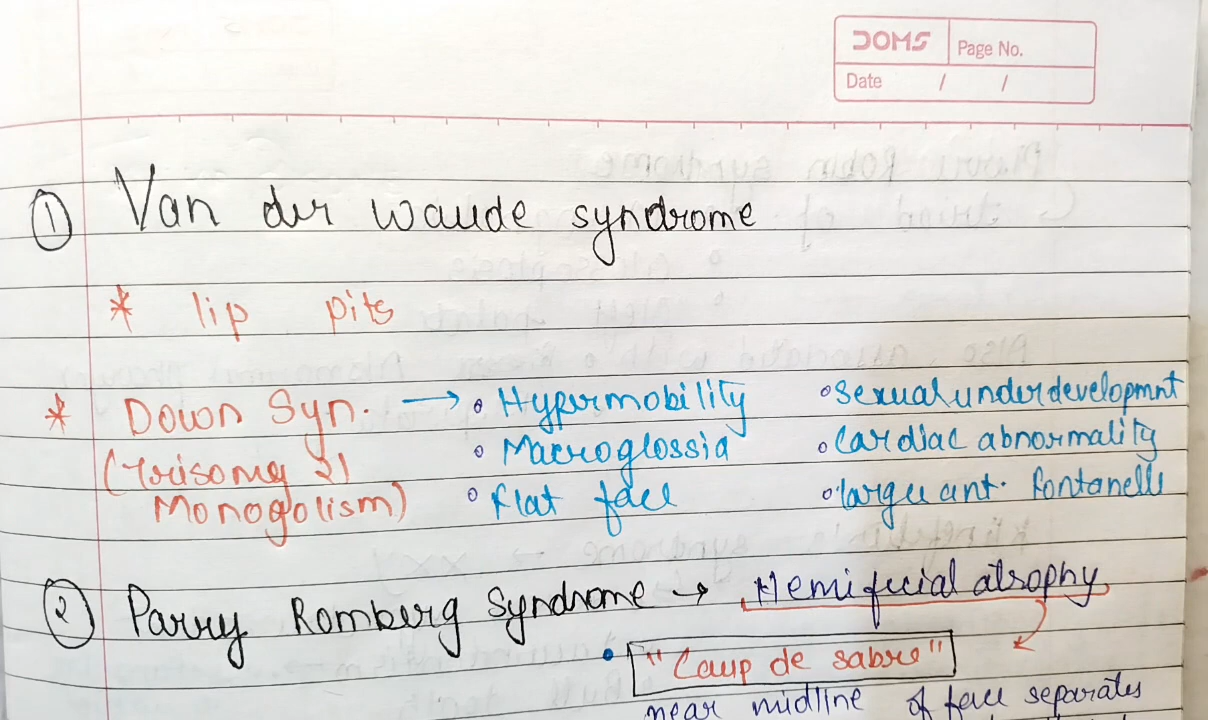 DOMS Page No.
Date / /
① Van der waude syndrome
* lip pits
* Down Syn. → • Hypermobility • sexual underdevelopmnt
(Trisomy 21 • Macroglossia • Cardiac abnormality
Monogolism) • flat face • large ant. fontanelle
② Parry Romberg Syndrome → Hemificial atrophy
• "Coup de sabre"
near midline of face separates